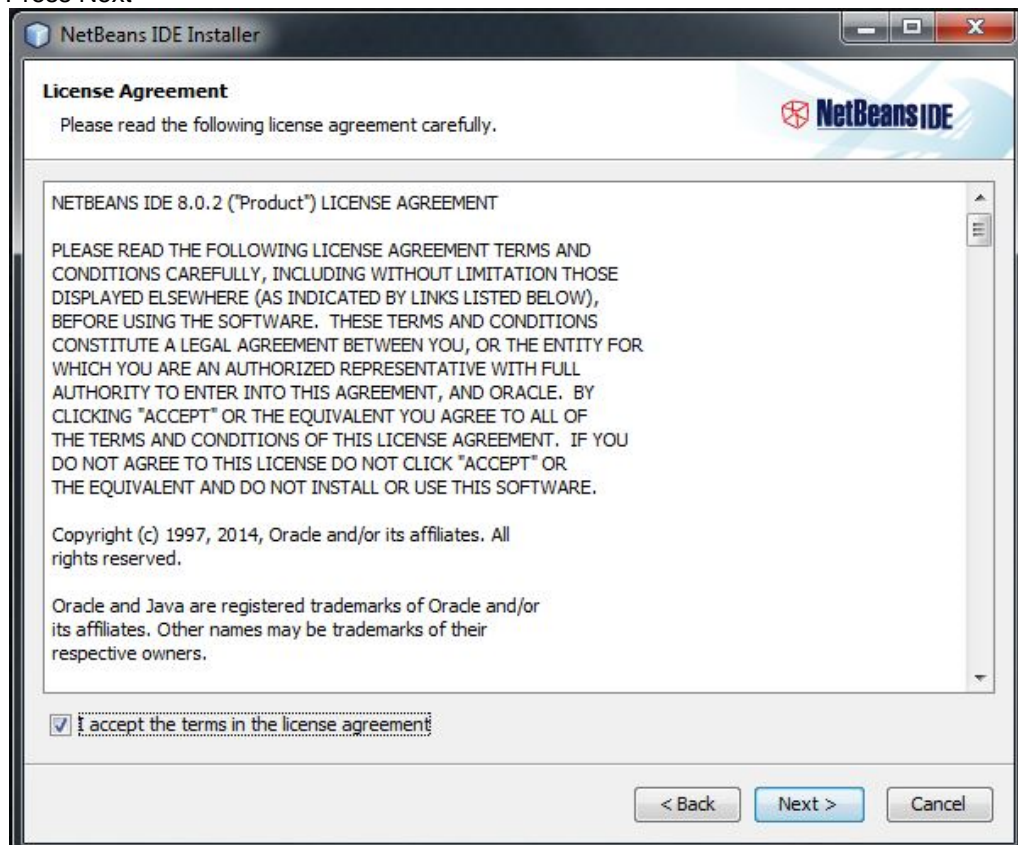 Press Next
NetBeans IDE Installer
License Agreement
Please read the following license agreement carefully.
NetBeans IDE
NETBEANS IDE 8.0.2 ("Product") LICENSE AGREEMENT
PLEASE READ THE FOLLOWING LICENSE AGREEMENT TERMS AND
CONDITIONS CAREFULLY, INCLUDING WITHOUT LIMITATION THOSE
DISPLAYED ELSEWHERE (AS INDICATED BY LINKS LISTED BELOW),
BEFORE USING THE SOFTWARE.  THESE TERMS AND CONDITIONS
CONSTITUTE A LEGAL AGREEMENT BETWEEN YOU, OR THE ENTITY FOR
WHICH YOU ARE AN AUTHORIZED REPRESENTATIVE WITH FULL
AUTHORITY TO ENTER INTO THIS AGREEMENT, AND ORACLE.  BY
CLICKING "ACCEPT" OR THE EQUIVALENT YOU AGREE TO ALL OF
THE TERMS AND CONDITIONS OF THIS LICENSE AGREEMENT.  IF YOU
DO NOT AGREE TO THIS LICENSE DO NOT CLICK "ACCEPT" OR
THE EQUIVALENT AND DO NOT INSTALL OR USE THIS SOFTWARE.
Copyright (c) 1997, 2014, Oracle and/or its affiliates. All
rights reserved.
Oracle and Java are registered trademarks of Oracle and/or
its affiliates. Other names may be trademarks of their
respective owners.
I accept the terms in the license agreement
< Back
Next >
Cancel